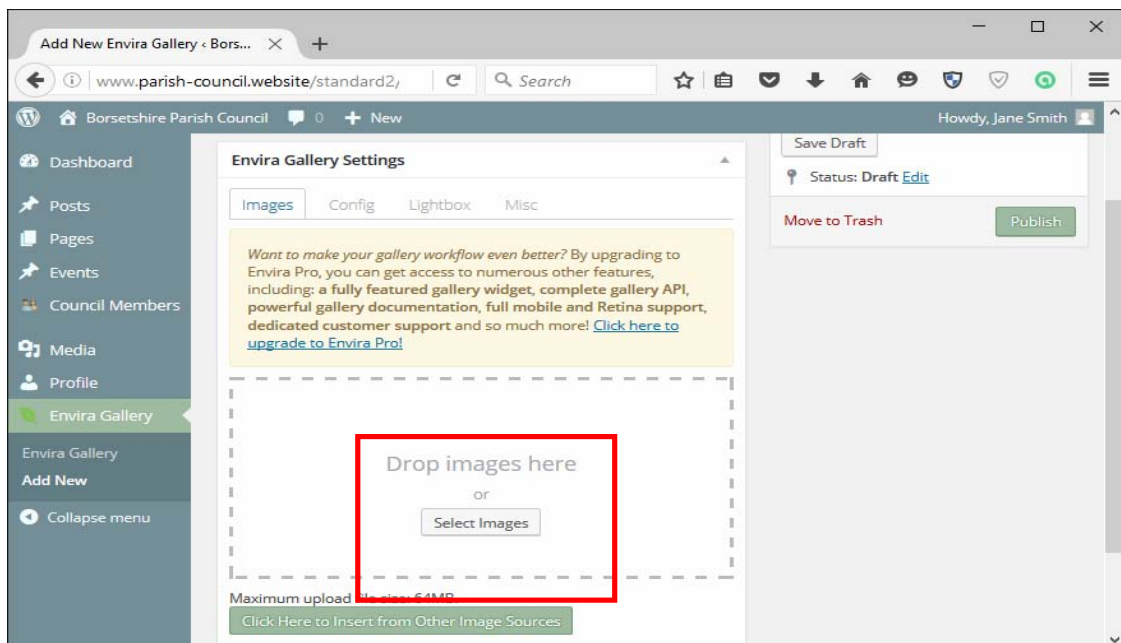 Add New Envira Gallery ‹ Bors...
www.parish-council.website/standard2/
Search
Borsetshire Parish Council 0 + New
Howdy, Jane Smith
Dashboard
Posts
Pages
Events
Council Members
Media
Profile
Envira Gallery
Envira Gallery
Add New
Collapse menu
Envira Gallery Settings
Images Config Lightbox Misc
Want to make your gallery workflow even better? By upgrading to
Envira Pro, you can get access to numerous other features,
including: a fully featured gallery widget, complete gallery API,
powerful gallery documentation, full mobile and Retina support,
dedicated customer support and so much more! Click here to
upgrade to Envira Pro!
Drop images here
or
Select Images
Maximum upload file size: 64MB.
Click Here to Insert from Other Image Sources
Save Draft
Status: Draft Edit
Move to Trash
Publish